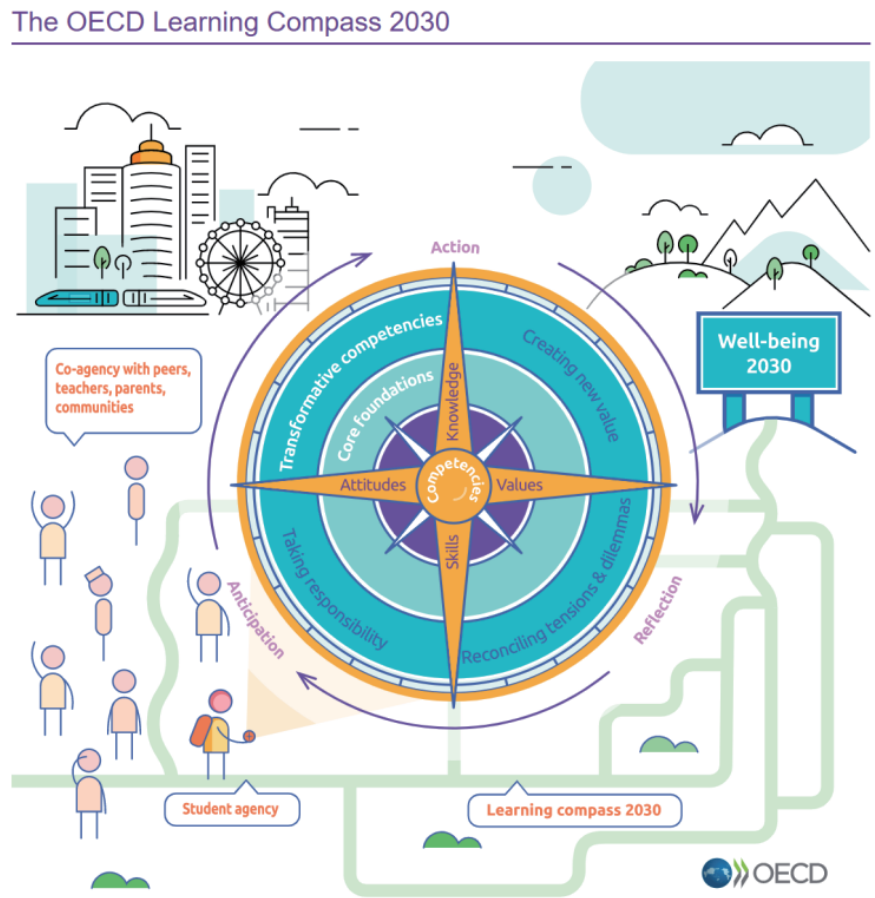 The OECD Learning Compass 2030
Action
Well-being
2030
Co-agency with peers,
teachers, parents,
communities
Transformative competencies
Creating new value
Core foundations
Knowledge
Attitudes
Competencies
Values
Skills
Taking responsibility
Reconciling tensions & dilemmas
Anticipation
Reflection
Student agency
Learning compass 2030
OECD